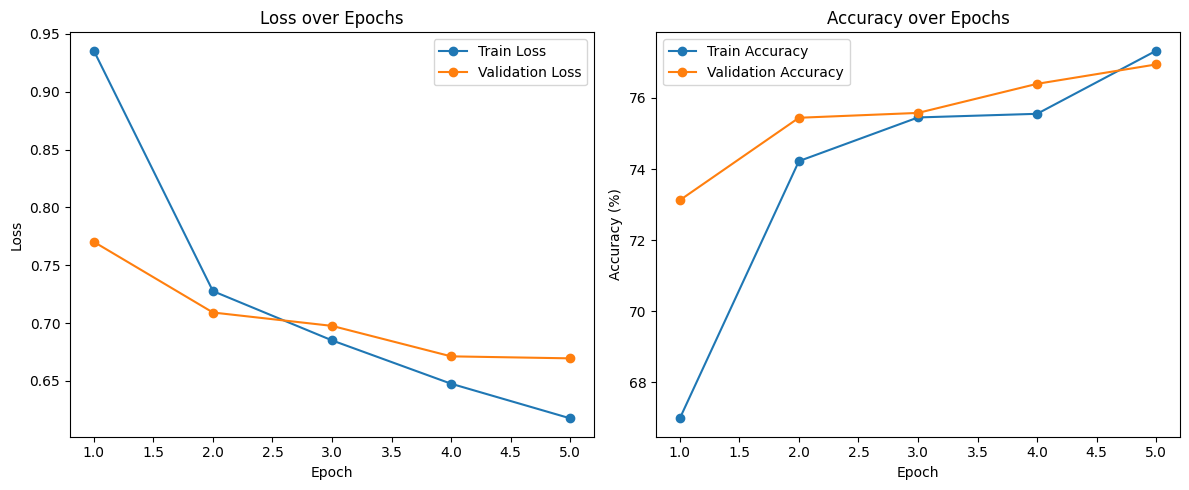 Loss over Epochs
Train Loss
Validation Loss
0.95
0.90
0.85
0.80
0.75
0.70
0.65
Loss
1.0 1.5 2.0 2.5 3.0 3.5 4.0 4.5 5.0
Epoch
Accuracy over Epochs
Train Accuracy
Validation Accuracy
76
74
72
70
68
Accuracy (%)
1.0 1.5 2.0 2.5 3.0 3.5 4.0 4.5 5.0
Epoch